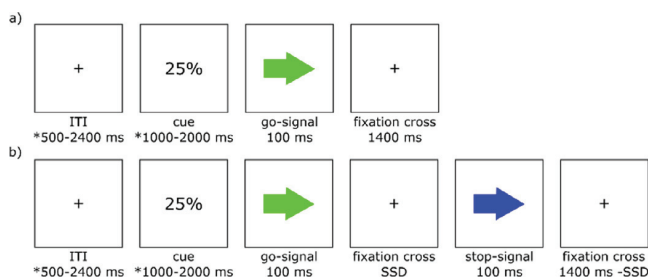 a)
+ 25% +
ITI cue go-signal fixation cross
*500-2400 ms *1000-2000 ms 100 ms 1400 ms
b)
+ 25% + +
ITI cue go-signal fixation cross stop-signal fixation cross
*500-2400 ms *1000-2000 ms 100 ms SSD 100 ms 1400 ms -SSD